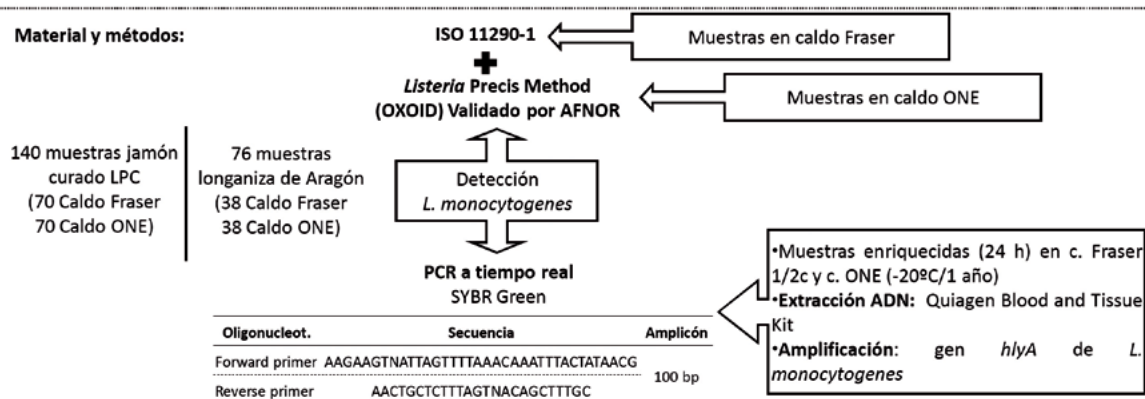 Material y métodos:
ISO 11290-1
Muestras en caldo Fraser
Listeria Precis Method
(OXOID) Validado por AFNOR
Muestras en caldo ONE
140 muestras jamón
curado LPC
(70 Caldo Fraser
70 Caldo ONE)
76 muestras
longaniza de Aragón
(38 Caldo Fraser
38 Caldo ONE)
Detección
L. monocytogenes
PCR a tiempo real
SYBR Green
•Muestras enriquecidas (24 h) en c. Fraser
1/2c y c. ONE (-20ºC/1 año)
•Extracción ADN: Quiagen Blood and Tissue
Kit
•Amplificación: gen hlyA de L.
monocytogenes
Oligonucleot. Secuencia Amplicón
Forward primer AAGAAGTNATTAGTTTTAAACAAATTTACTATAACG
100 bp
Reverse primer AACTGCTCTTTAGTNACAGCTTTGC